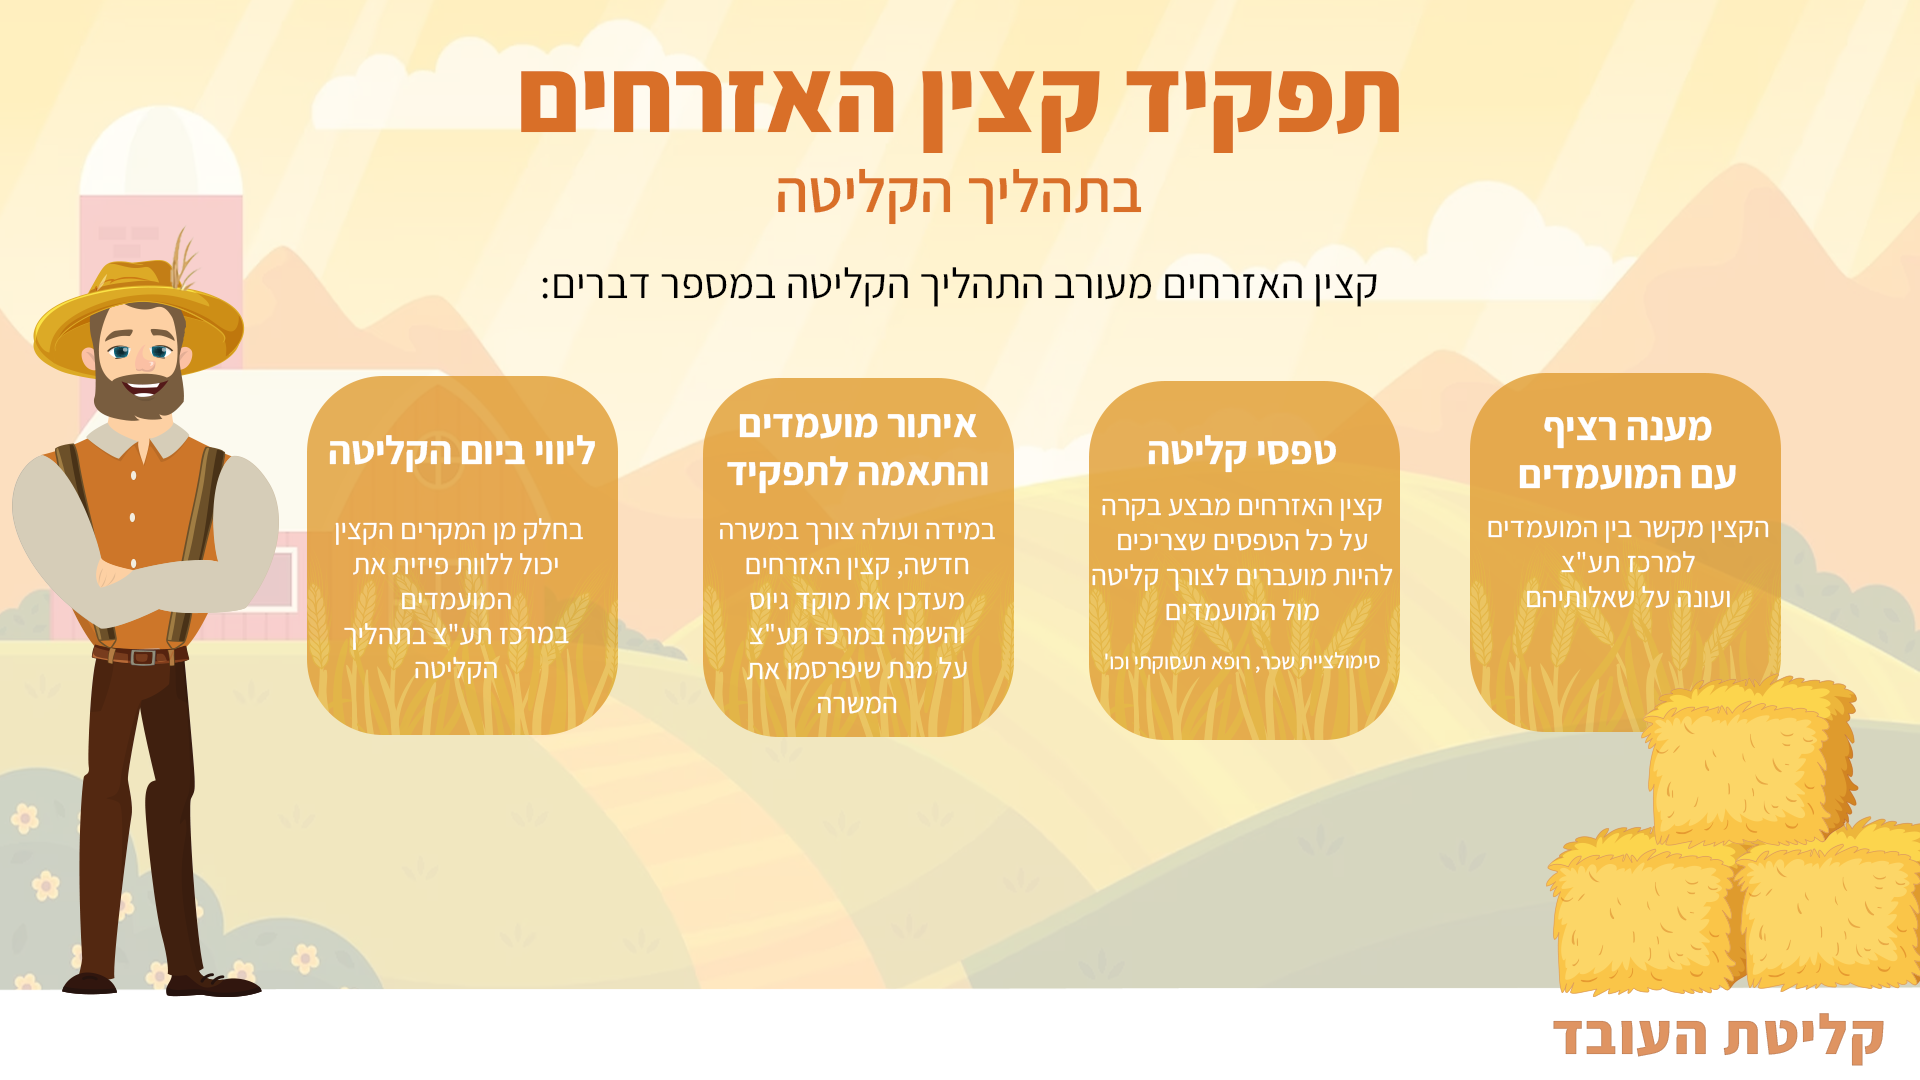 תפקיד קצין האזרחים
בתהליך הקליטה
קצין האזרחים מעורב התהליך הקליטה במספר דברים:
מענה רציף
עם המועמדים
הקצין מקשר בין המועמדים
למרכז תע"צ
ועונה על שאלותיהם
טפסי קליטה
קצין האזרחים מבצע בקרה
על כל הטפסים שצריכים
להיות מועברים לצורך קליטה
מול המועמדים
סימולציית שכר, רופא תעסוקתי וכו'
איתור מועמדים
והתאמה לתפקיד
במידה ועולה צורך במשרה
חדשה, קצין האזרחים
מעדכן את מוקד גיוס
והשמה במרכז תע"צ
על מנת שיפרסמו את
המשרה
ליווי ביום הקליטה
בחלק מן המקרים הקצין
יכול ללוות פיזית את
המועמדים
במרכז תע"צ בתהליך
הקליטה
קליטת העובד